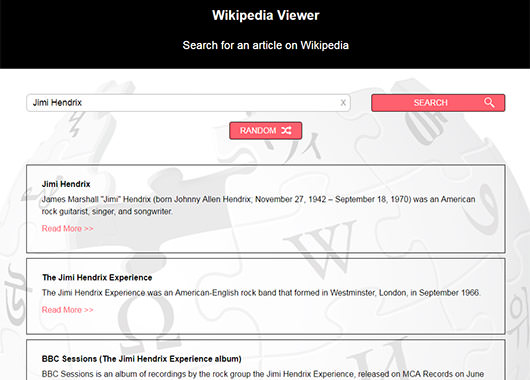 Wikipedia Viewer
Search for an article on Wikipedia
Jimi Hendrix X
SEARCH
RANDOM
Jimi Hendrix
James Marshall "Jimi" Hendrix (born Johnny Allen Hendrix; November 27, 1942 – September 18, 1970) was an American
rock guitarist, singer, and songwriter.
Read More >>
The Jimi Hendrix Experience
The Jimi Hendrix Experience was an American-English rock band that formed in Westminster, London, in September 1966.
Read More >>
BBC Sessions (The Jimi Hendrix Experience album)
BBC Sessions is an album of recordings by the rock group the Jimi Hendrix Experience, released on MCA Records on June
W
Ω